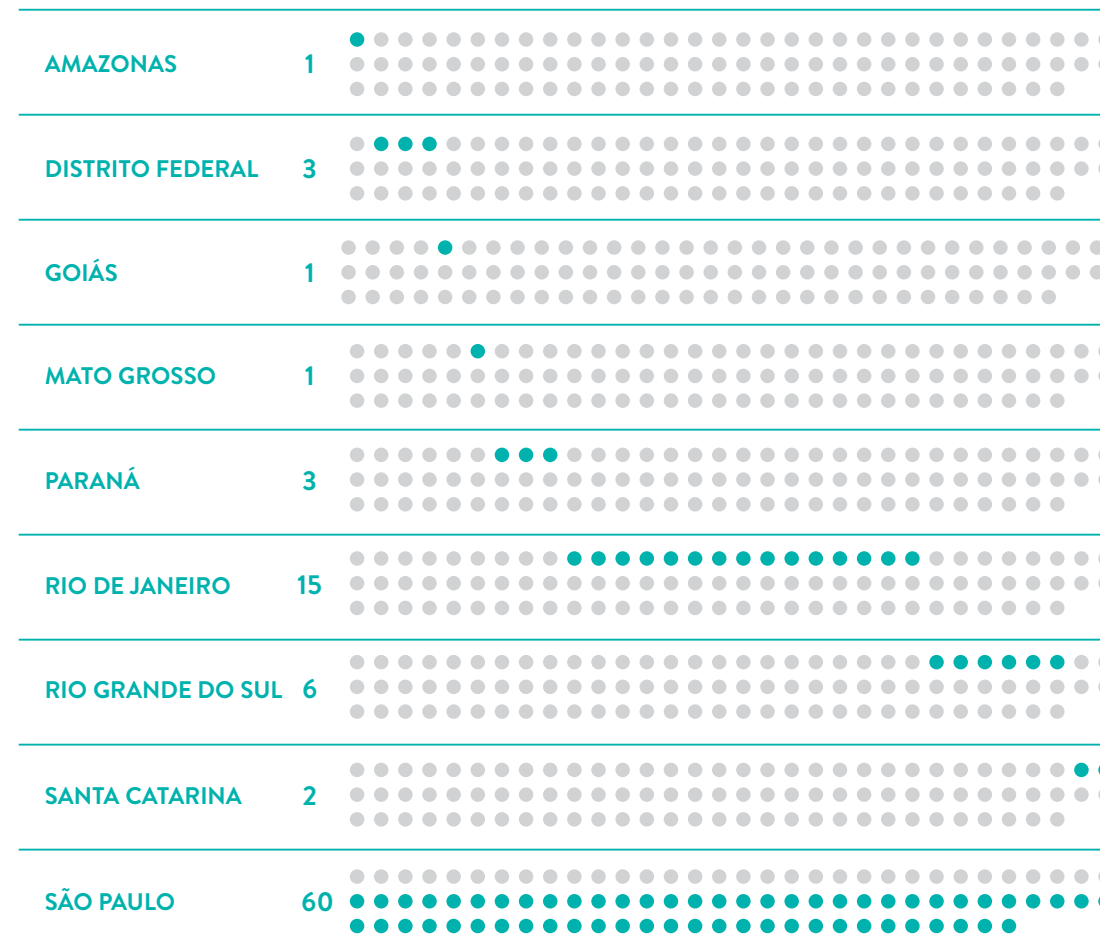 AMAZONAS 1
DISTRITO FEDERAL 3
GOIÁS 1
MATO GROSSO 1
PARANÁ 3
RIO DE JANEIRO 15
RIO GRANDE DO SUL 6
SANTA CATARINA 2
SÃO PAULO 60